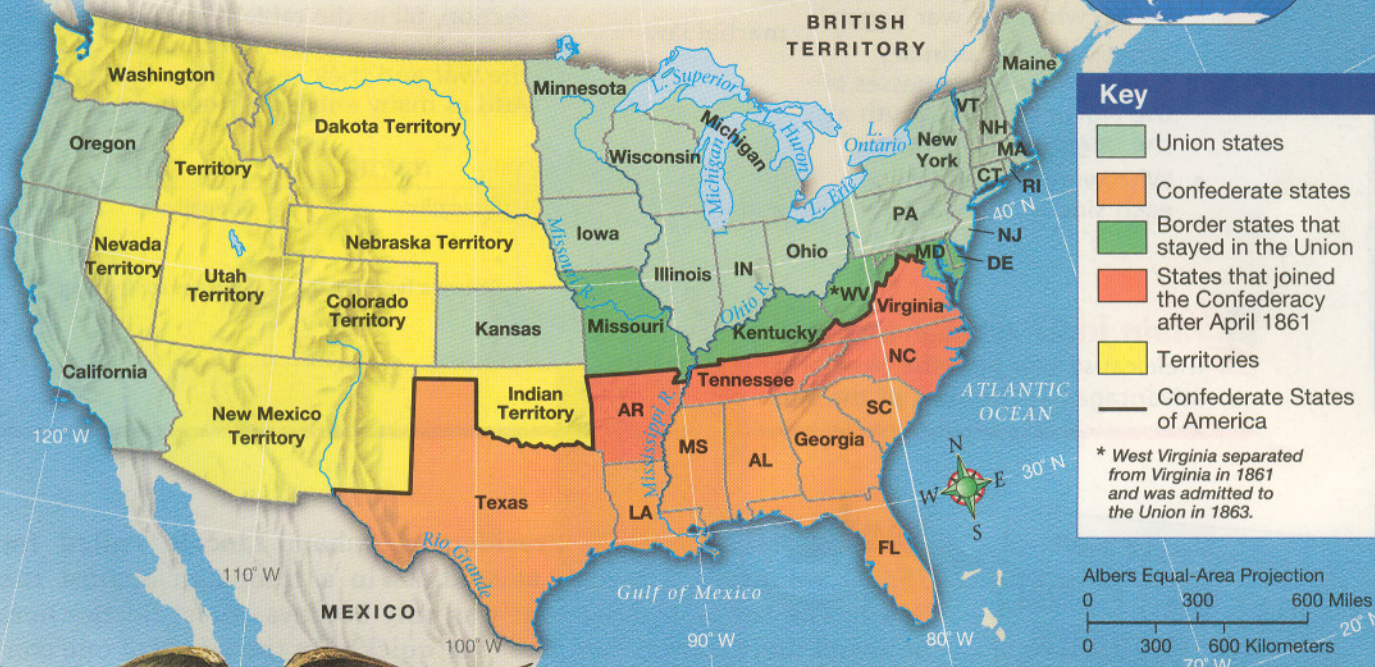 BRITISH
TERRITORY
Washington
Territory
Oregon
Dakota Territory
Minnesota
L. Superior
Wisconsin
Michigan
L. Michigan
L. Huron
L.
Ontario
L. Erie
Maine
VT
NH
MA
New
York
CT
RI
PA
NJ
40° N
Nevada
Territory
Utah
Territory
Nebraska Territory
Colorado
Territory
Iowa
Missouri R.
Illinois
IN
Ohio
Ohio R.
MD
DE
*WV
Virginia
Kansas
Missouri
Kentucky
California
NC
Tennessee
New Mexico
Territory
Indian
Territory
AR
Mississippi R.
MS
AL
Georgia
SC
ATLANTIC
OCEAN
120° W
Texas
LA
FL
N
W
E
S
30° N
Rio Grande
Gulf of Mexico
MEXICO
110° W
100° W
90° W
80° W
Key
Union states
Confederate states
Border states that
stayed in the Union
States that joined
the Confederacy
after April 1861
Territories
Confederate States
of America
* West Virginia separated
from Virginia in 1861
and was admitted to
the Union in 1863.
Albers Equal-Area Projection
0 300 600 Miles
0 300 600 Kilometers
20° N
70° W